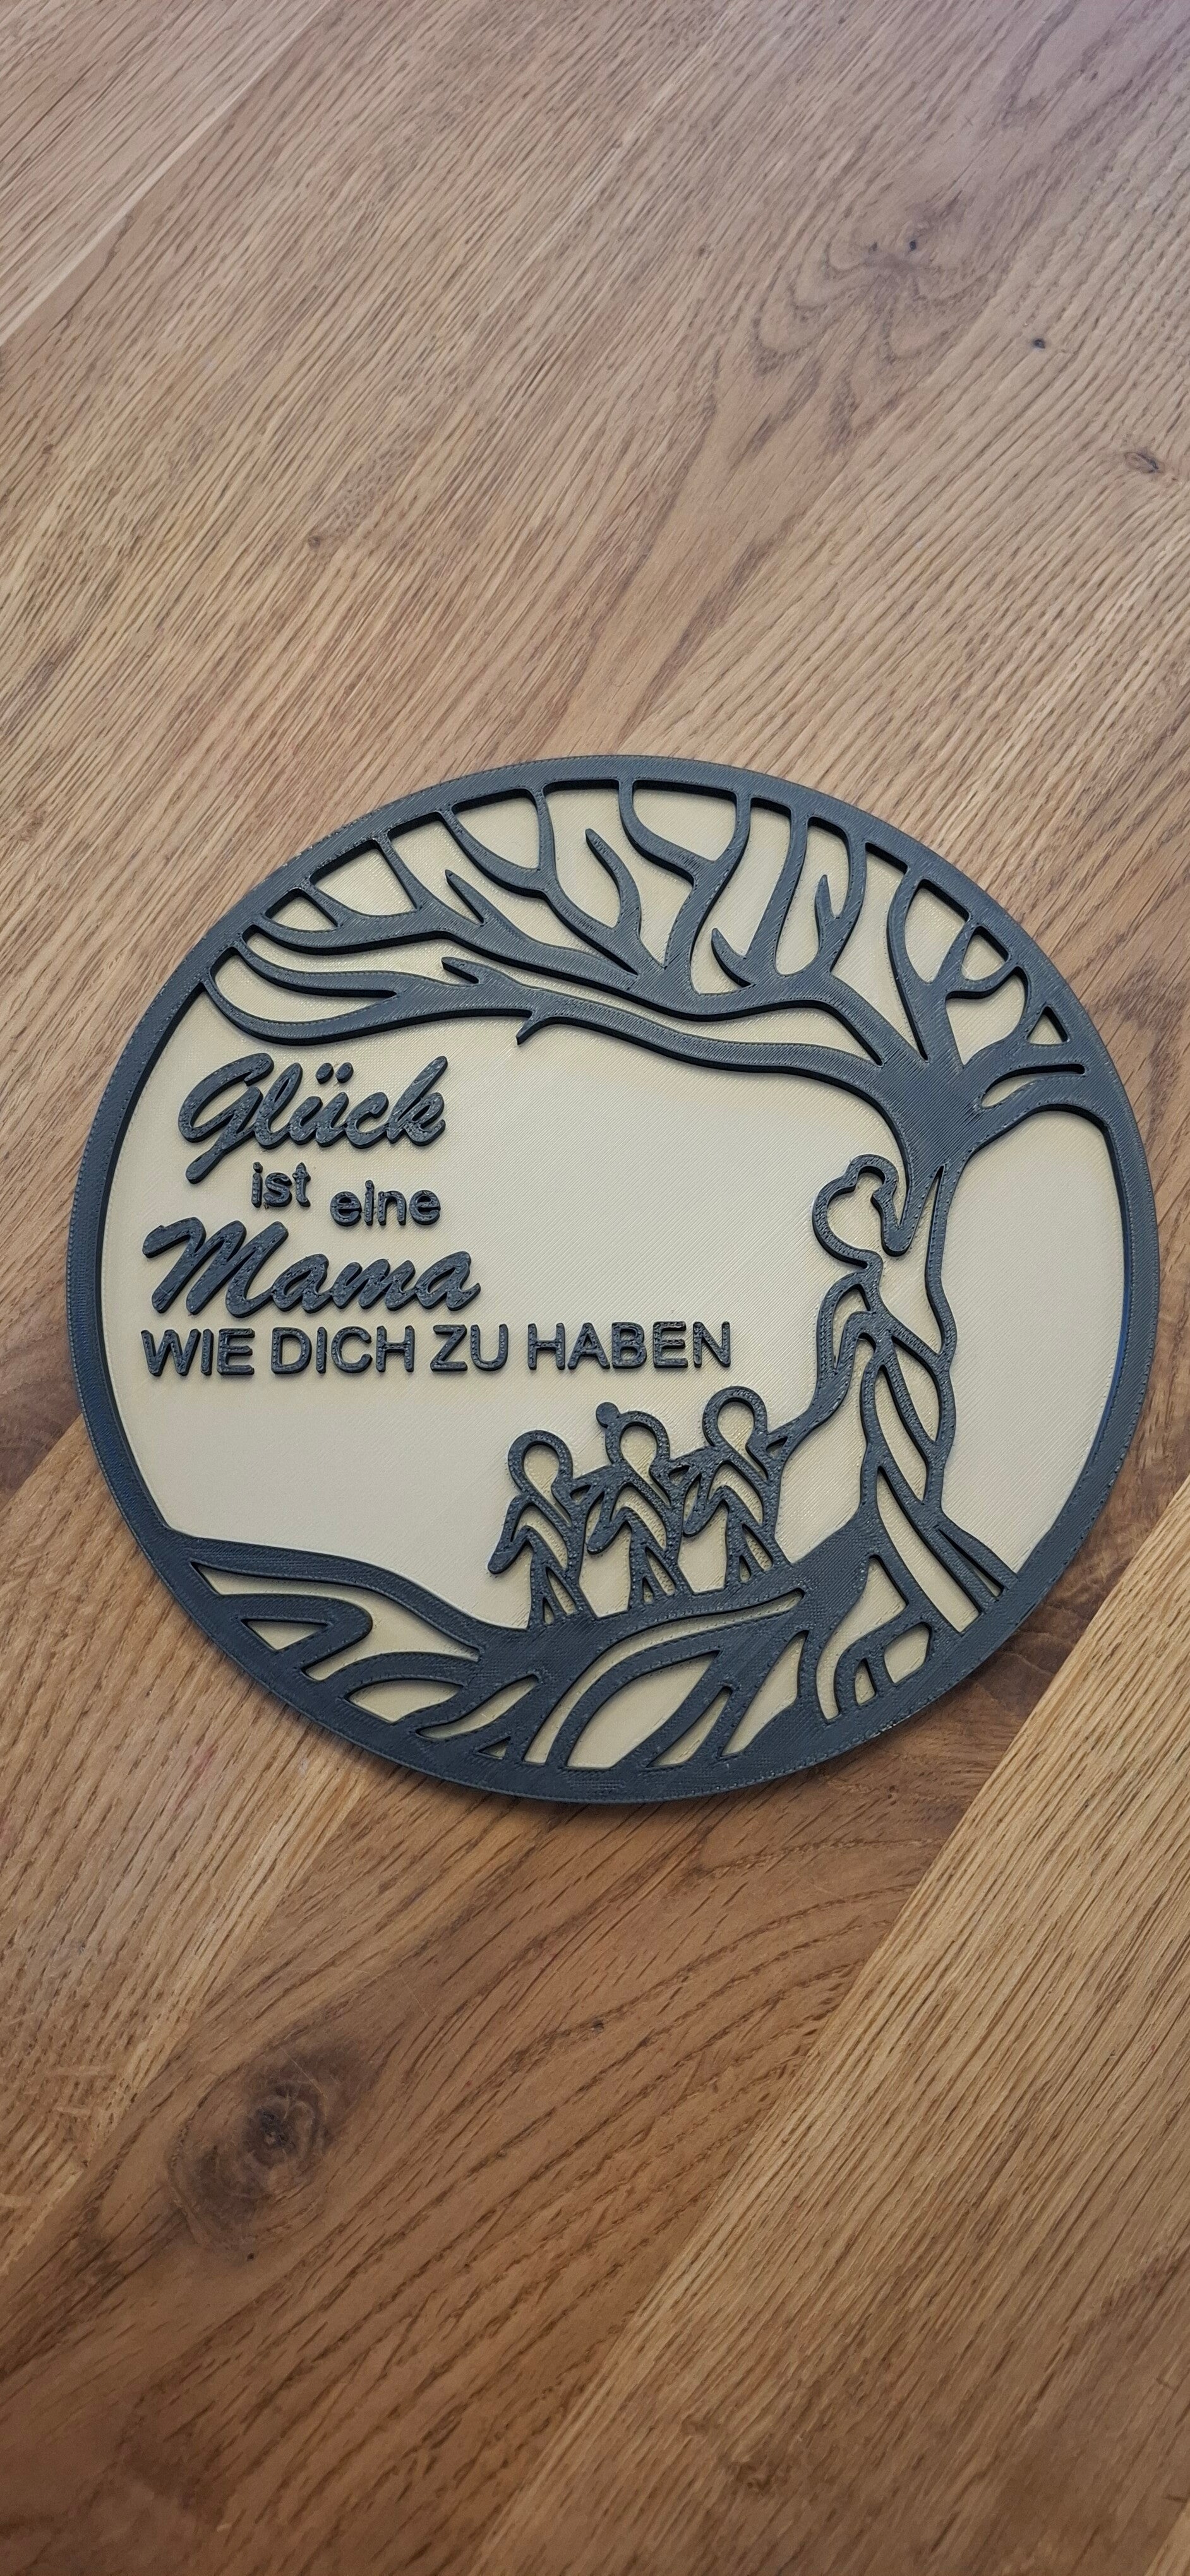 Glück
ist eine
Mama
WIE DICH ZU HABEN